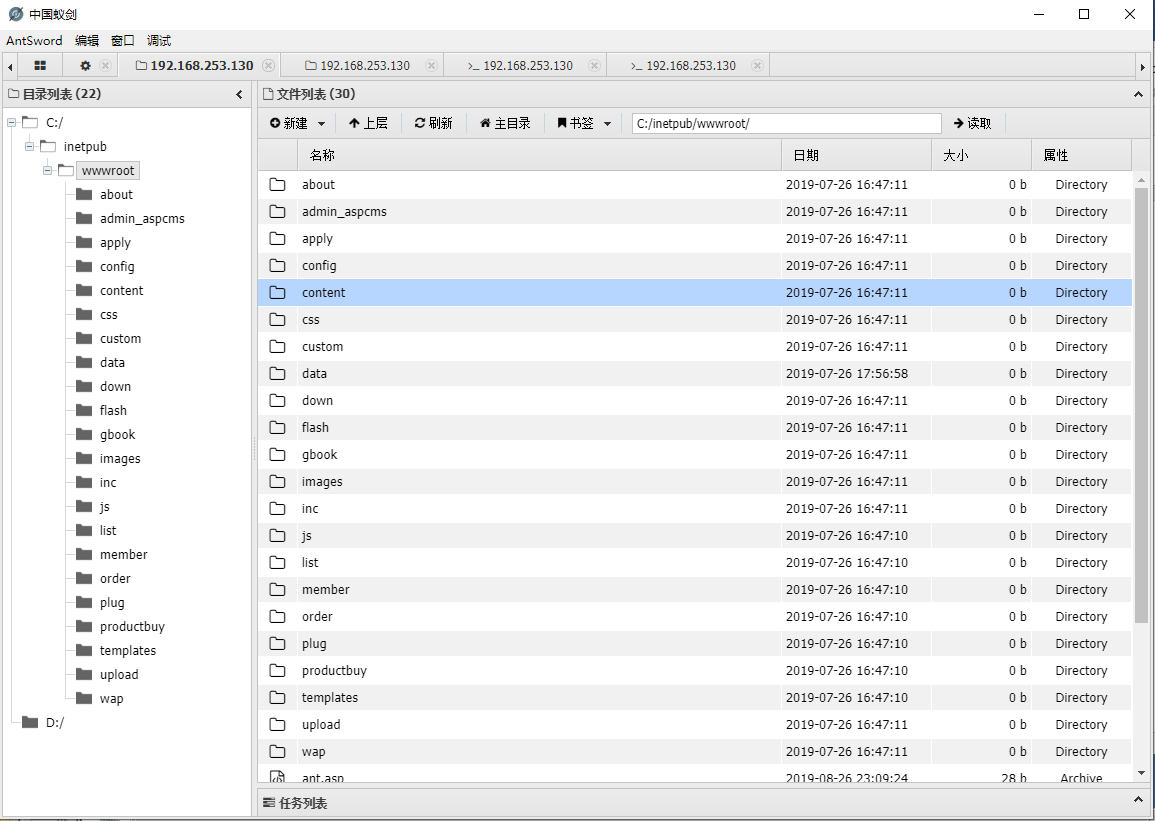 中国蚁剑
AntSword 编辑 窗口 调试
192.168.253.130 192.168.253.130 192.168.253.130 192.168.253.130
目录列表 (22)
C:/
inetpub
wwwroot
about
admin_aspcms
apply
config
content
css
custom
data
down
flash
gbook
images
inc
js
list
member
order
plug
productbuy
templates
upload
wap
D:/
文件列表 (30)
新建 上层 刷新 主目录 书签 C:/inetpub/wwwroot/ 读取
名称 日期 大小 属性
about 2019-07-26 16:47:11 0 b Directory
admin_aspcms 2019-07-26 16:47:11 0 b Directory
apply 2019-07-26 16:47:11 0 b Directory
config 2019-07-26 16:47:11 0 b Directory
content 2019-07-26 16:47:11 0 b Directory
css 2019-07-26 16:47:11 0 b Directory
custom 2019-07-26 16:47:11 0 b Directory
data 2019-07-26 17:56:58 0 b Directory
down 2019-07-26 16:47:11 0 b Directory
flash 2019-07-26 16:47:11 0 b Directory
gbook 2019-07-26 16:47:11 0 b Directory
images 2019-07-26 16:47:11 0 b Directory
inc 2019-07-26 16:47:11 0 b Directory
js 2019-07-26 16:47:10 0 b Directory
list 2019-07-26 16:47:10 0 b Directory
member 2019-07-26 16:47:10 0 b Directory
order 2019-07-26 16:47:10 0 b Directory
plug 2019-07-26 16:47:10 0 b Directory
productbuy 2019-07-26 16:47:10 0 b Directory
templates 2019-07-26 16:47:10 0 b Directory
upload 2019-07-26 16:47:11 0 b Directory
wap 2019-07-26 16:47:11 0 b Directory
ant.asp 2019-08-26 23:09:24 28 b Archive
任务列表